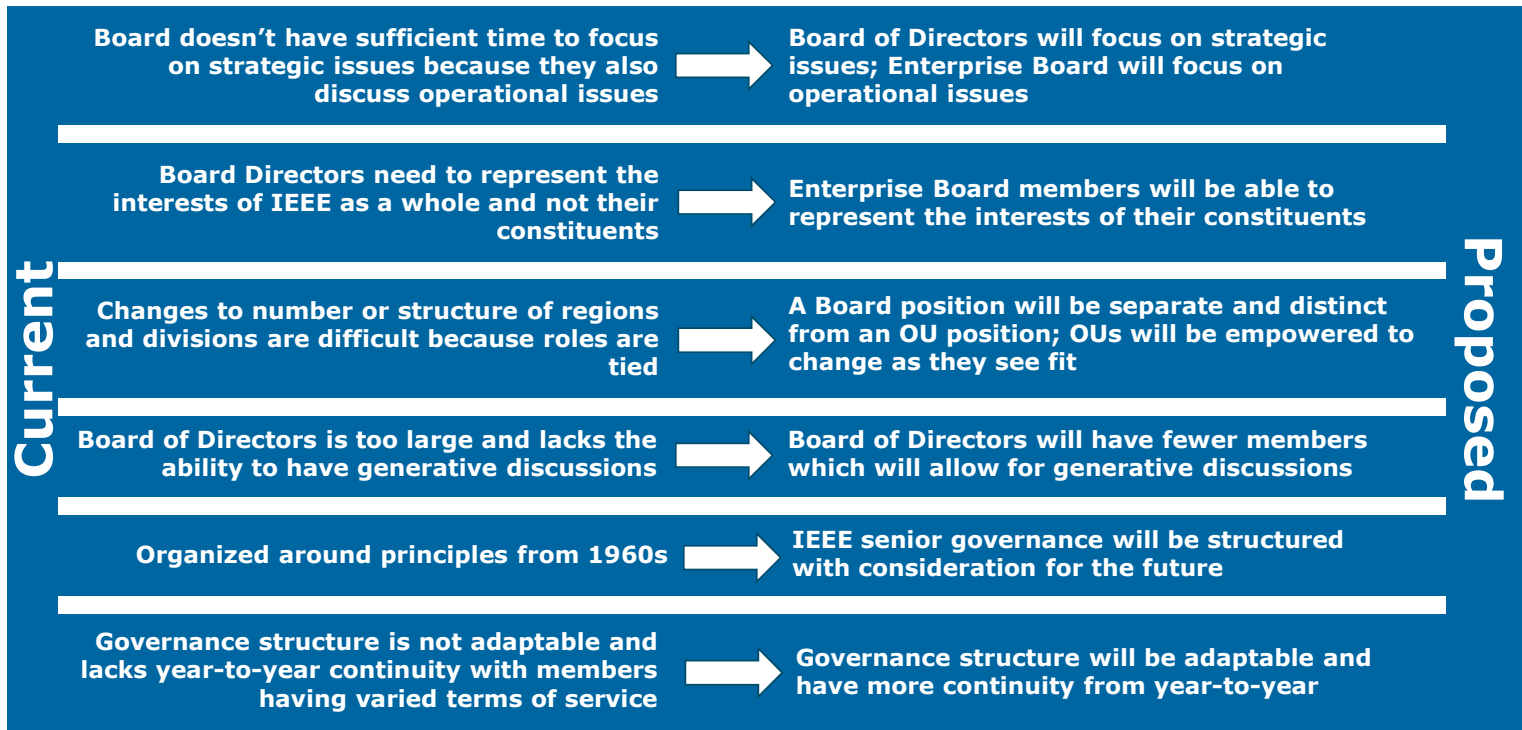 Current
Proposed
Board doesn’t have sufficient time to focus
on strategic issues because they also
discuss operational issues
Board of Directors will focus on strategic
issues; Enterprise Board will focus on
operational issues
Board Directors need to represent the
interests of IEEE as a whole and not their
constituents
Enterprise Board members will be able to
represent the interests of their constituents
Changes to number or structure of regions
and divisions are difficult because roles are
tied
A Board position will be separate and distinct
from an OU position; OUs will be empowered to
change as they see fit
Board of Directors is too large and lacks the
ability to have generative discussions
Board of Directors will have fewer members
which will allow for generative discussions
Organized around principles from 1960s
IEEE senior governance will be structured
with consideration for the future
Governance structure is not adaptable and
lacks year-to-year continuity with members
having varied terms of service
Governance structure will be adaptable and
have more continuity from year-to-year